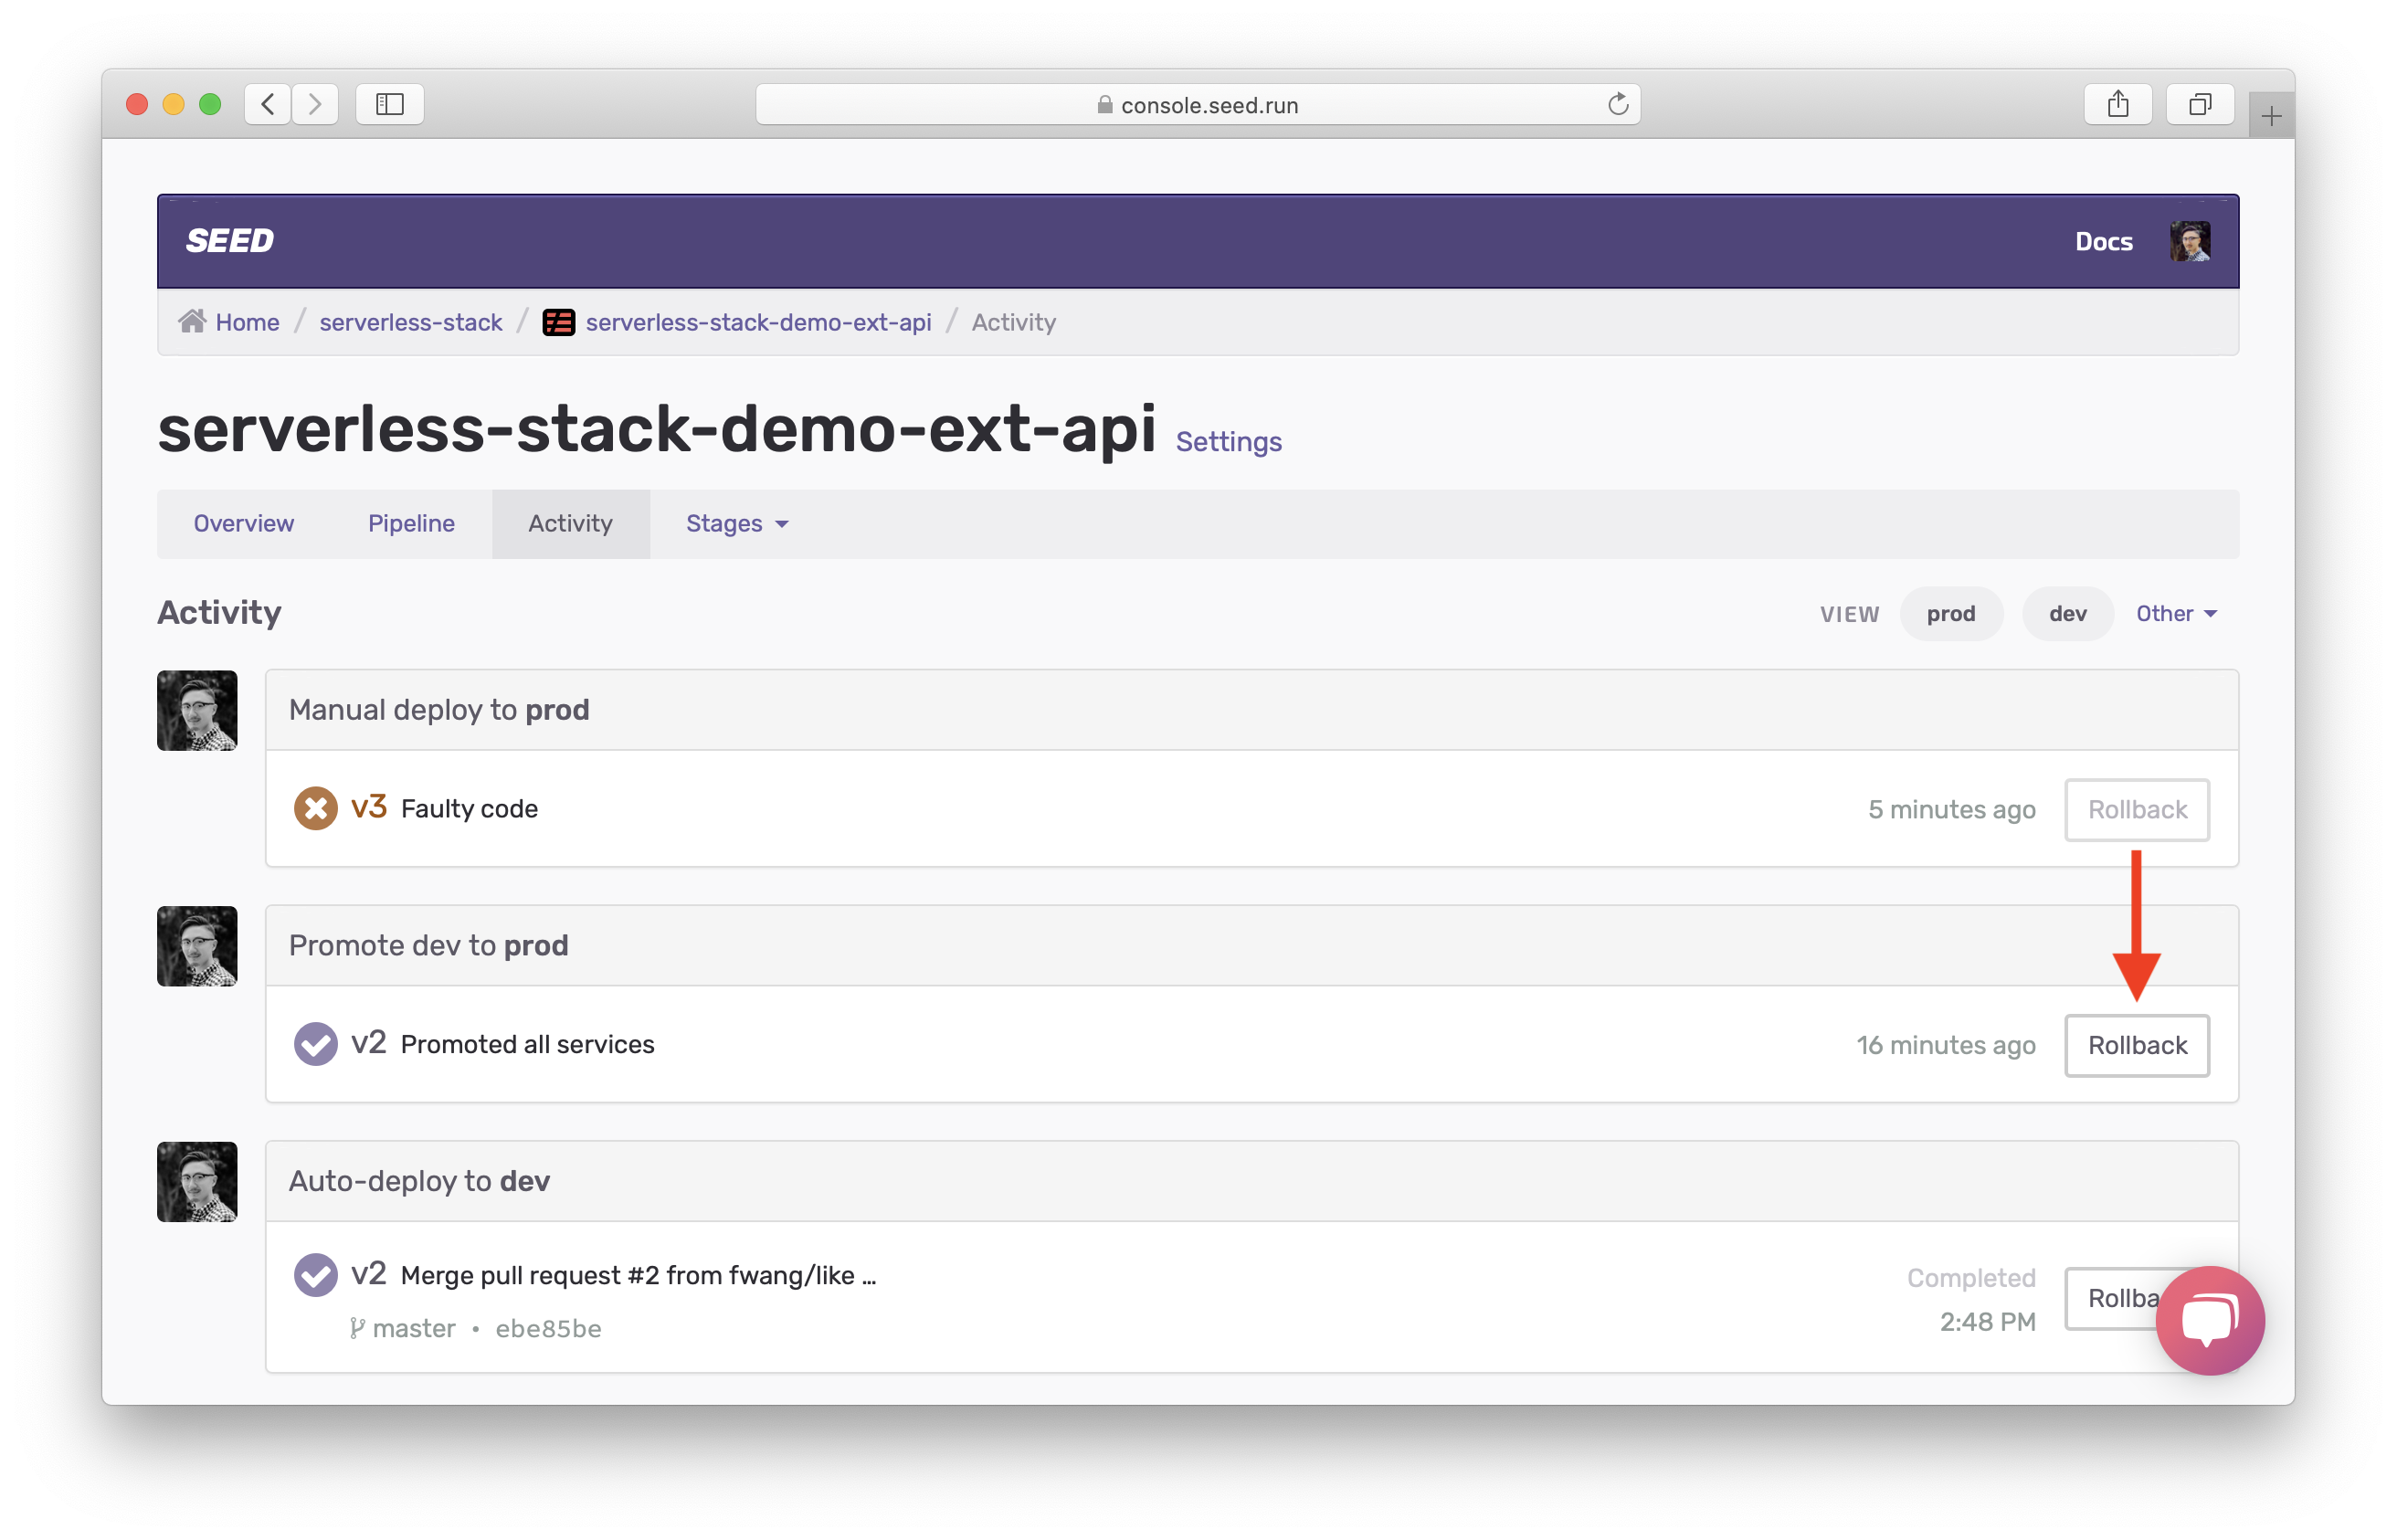 console.seed.run
SEED
Docs
Home / serverless-stack / serverless-stack-demo-ext-api / Activity
serverless-stack-demo-ext-api Settings
Overview Pipeline Activity Stages
Activity VIEW prod dev Other
Manual deploy to prod
v3 Faulty code 5 minutes ago Rollback
Promote dev to prod
v2 Promoted all services 16 minutes ago Rollback
Auto-deploy to dev
v2 Merge pull request #2 from fwang/like ... Completed
master • ebe85be 2:48 PM Rollba